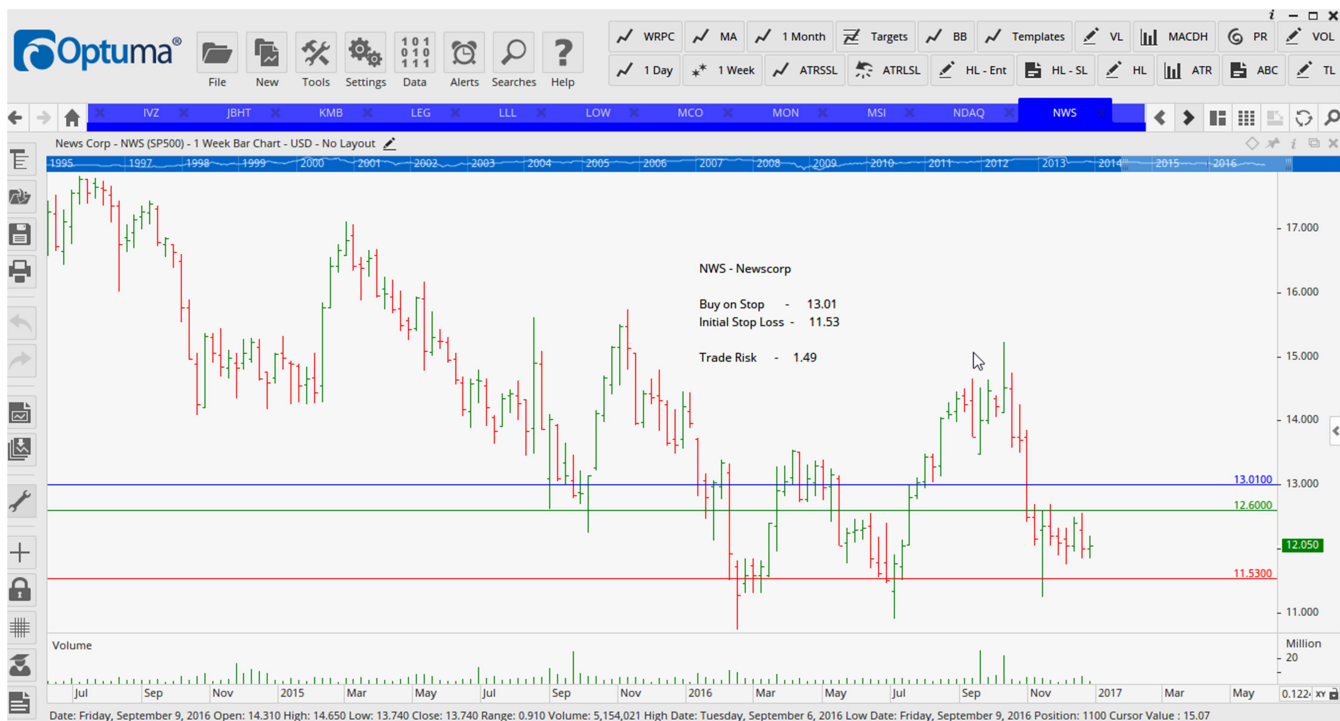 Optuma®
File New Tools Settings Data Alerts Searches Help
WRPC MA 1 Month Targets BB Templates VL MACDH PR VOL
1 Day 1 Week ATRSSL ATRLSL HL - Ent HL - SL HL ATR ABC TL
IVZ JBHT KMB LEG LLL LOW MCO MON MSI NDAQ NWS
News Corp - NWS (SP500) - 1 Week Bar Chart - USD - No Layout
1995 1997 1998 1999 2000 2001 2002 2003 2004 2005 2006 2007 2008 2009 2010 2011 2012 2013 2014 2015 2016
17.000
NWS - Newscorp
16.000
Buy on Stop - 13.01
Initial Stop Loss - 11.53
Trade Risk - 1.49
15.000
14.000
13.0100 13.000
12.6000
12.050
11.5300
11.000
Volume Million
20
Jul Sep Nov 2015 Mar May Jul Sep Nov 2016 Mar May Jul Sep Nov 2017 Mar May 0.122 XY
Date: Friday, September 9, 2016 Open: 14.310 High: 14.650 Low: 13.740 Close: 13.740 Range: 0.910 Volume: 5,154,021 High Date: Tuesday, September 6, 2016 Low Date: Friday, September 9, 2016 Position: 1100 Cursor Value : 15.07